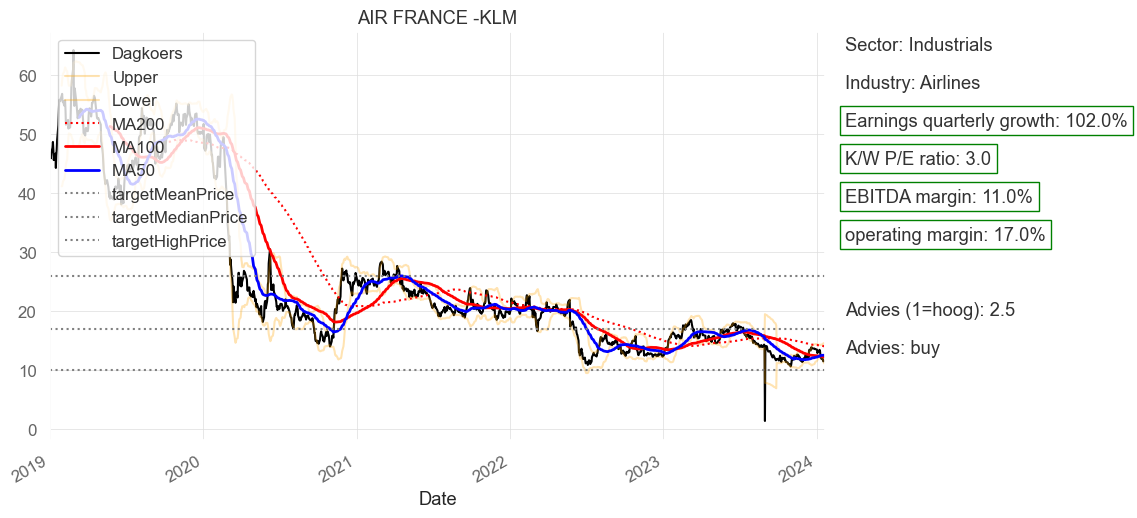 AIR FRANCE -KLM
Dagkoers
Upper
Lower
MA200
MA100
MA50
targetMeanPrice
targetMedianPrice
targetHighPrice
60
50
40
30
20
10
0
2019
2020
2021
2022
2023
2024
Date
Sector: Industrials
Industry: Airlines
Earnings quarterly growth: 102.0%
K/W P/E ratio: 3.0
EBITDA margin: 11.0%
operating margin: 17.0%
Advies (1=hoog): 2.5
Advies: buy